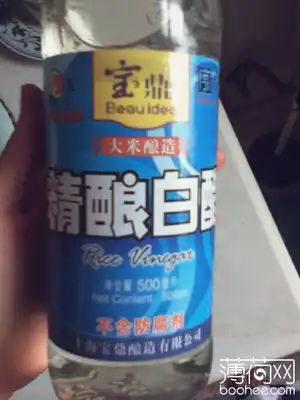 宝鼎
Beauidee
大米酿造
精酿白醋
Rice Vinegar
净含量 500毫升
Net Content 500ml
不含防腐剂
上海宝鼎酿造有限公司
薄荷网
boohee.com